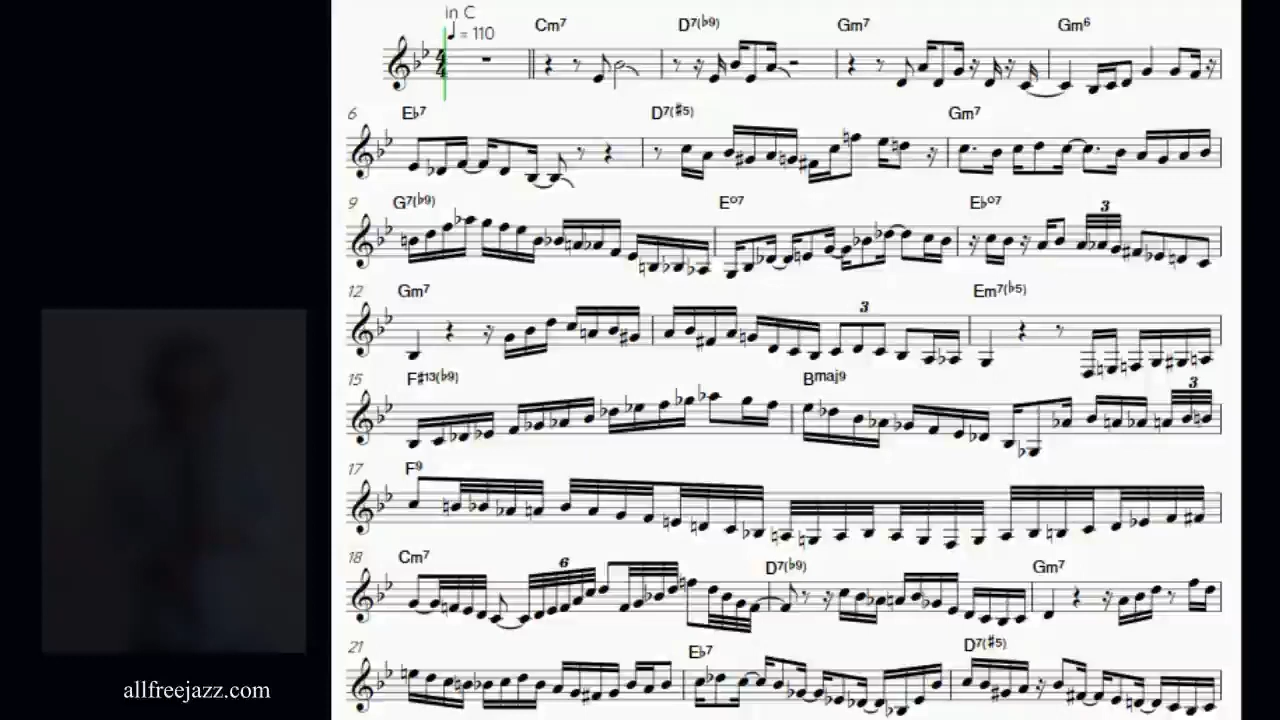 in C
♩ = 110
Cm7 D7(♭9) Gm7 Gm6
6 E♭7 D7(♯5) Gm7
9 G7(♭9) Eo7 E♭o7
3
12 Gm7 Em7(♭5)
3
15 F♯13(♭9) Bmaj9
3
17 F9
18 Cm7 D7(♭9) Gm7
6
21 E♭7 D7(♯5)
allfreejazz.com